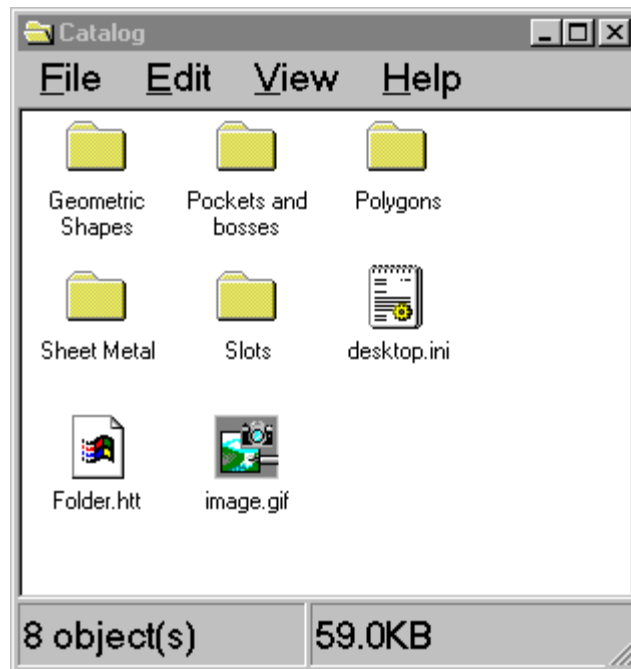 Catalog
File Edit View Help
Geometric Shapes
Pockets and bosses
Polygons
Sheet Metal
Slots
desktop.ini
Folder.htt
image.gif
8 object(s)
59.0KB